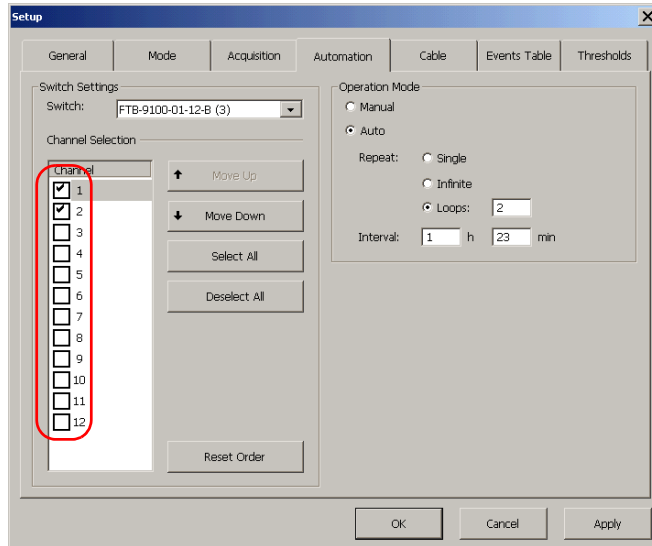 Setup
General Mode Acquisition Automation Cable Events Table Thresholds
Switch Settings
Switch: FTB-9100-01-12-B (3)
Channel Selection
Channel
1
2
3
4
5
6
7
8
9
10
11
12
Move Up
Move Down
Select All
Deselect All
Reset Order
Operation Mode
Manual
Auto
Repeat: Single
Infinite
Loops: 2
Interval: 1 h 23 min
OK Cancel Apply